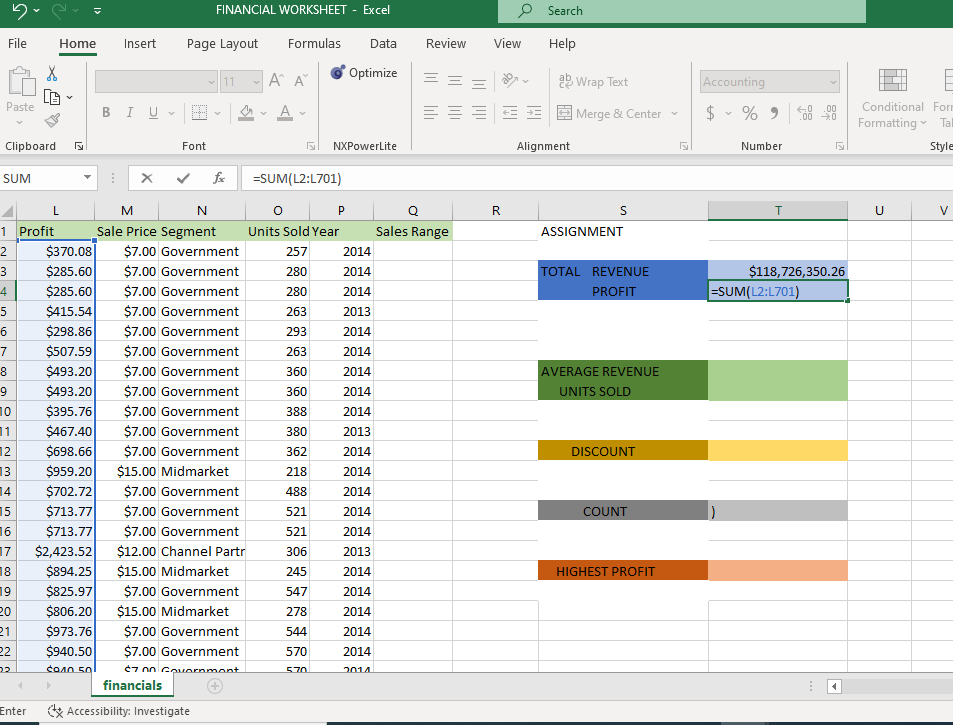 FINANCIAL WORKSHEET - Excel
Search
File Home Insert Page Layout Formulas Data Review View Help
Paste
11
B I U
A A
A
Optimize
ab Wrap Text
Merge & Center
Accounting
$ % 9
.00
Conditional
Formatting
Clipboard Font NXPowerLite Alignment Number
SUM =SUM(L2:L701)
L M N O P Q R S T U V
1 Profit Sale Price Segment Units Sold Year Sales Range ASSIGNMENT
2 $370.08 $7.00 Government 257 2014
3 $285.60 $7.00 Government 280 2014 TOTAL REVENUE $118,726,350.26
4 $285.60 $7.00 Government 280 2014 PROFIT =SUM(L2:L701)
5 $415.54 $7.00 Government 263 2013
6 $298.86 $7.00 Government 293 2014
7 $507.59 $7.00 Government 263 2014
8 $493.20 $7.00 Government 360 2014 AVERAGE REVENUE
9 $493.20 $7.00 Government 360 2014 UNITS SOLD
10 $395.76 $7.00 Government 388 2014
11 $467.40 $7.00 Government 380 2013
12 $698.66 $7.00 Government 362 2014 DISCOUNT
13 $959.20 $15.00 Midmarket 218 2014
14 $702.72 $7.00 Government 488 2014
15 $713.77 $7.00 Government 521 2014 COUNT )
16 $713.77 $7.00 Government 521 2014
17 $2,423.52 $12.00 Channel Partr 306 2013
18 $894.25 $15.00 Midmarket 245 2014 HIGHEST PROFIT
19 $825.97 $7.00 Government 547 2014
20 $806.20 $15.00 Midmarket 278 2014
21 $973.76 $7.00 Government 544 2014
22 $940.50 $7.00 Government 570 2014
23 $940.50 $7.00 Government 570 2014
financials
Enter Accessibility: Investigate